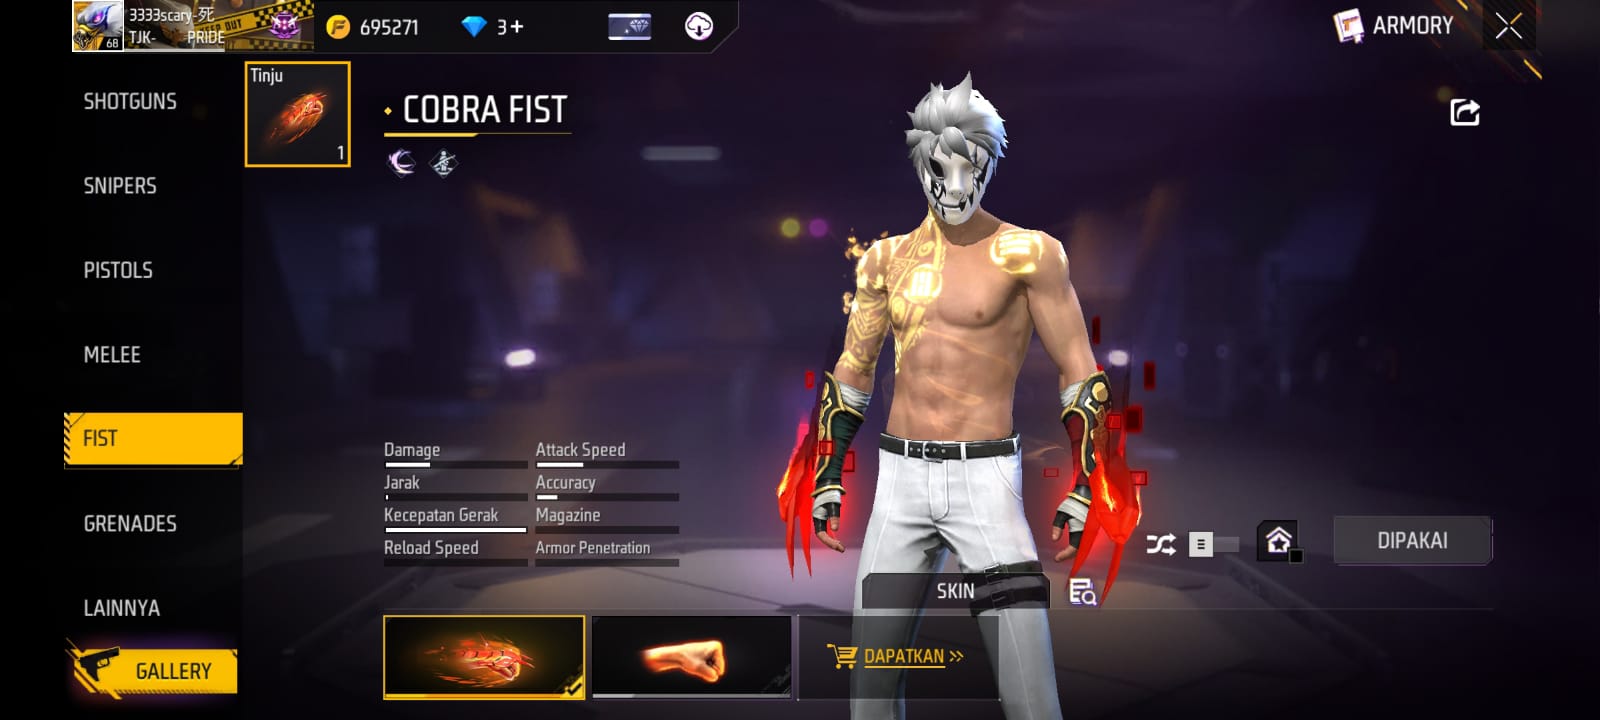 3333scary-死
TJK- PRIDE
68
695271
3+
ARMORY
SHOTGUNS
SNIPERS
PISTOLS
MELEE
FIST
GRENADES
LAINNYA
GALLERY
Tinju
1
COBRA FIST
Damage
Attack Speed
Jarak
Accuracy
Kecepatan Gerak
Magazine
Reload Speed
Armor Penetration
DIPAKAI
SKIN
DAPATKAN >>